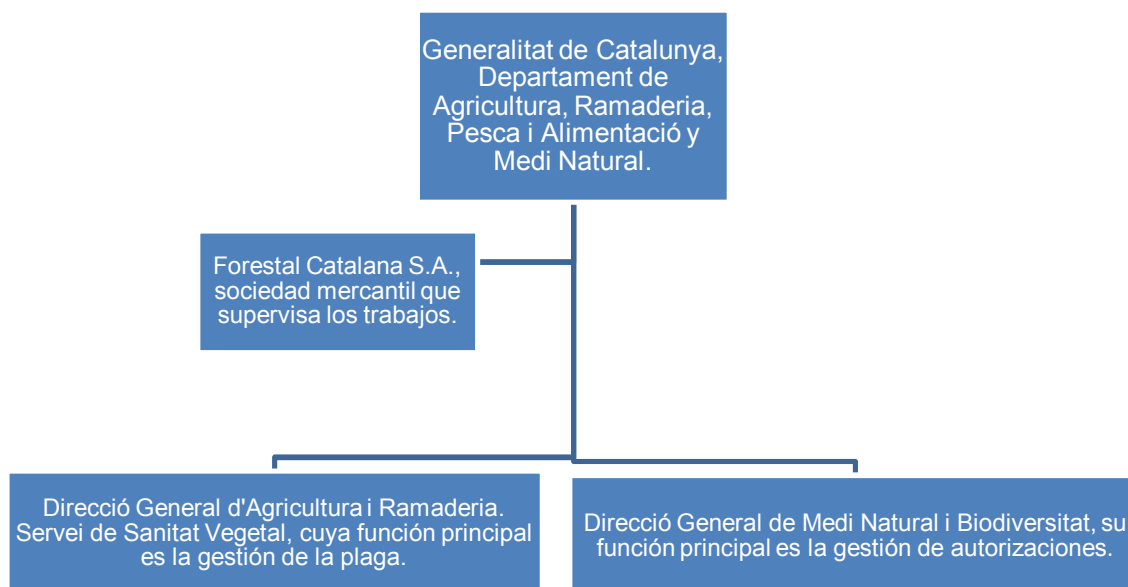 Generalitat de Catalunya,
Departament de
Agricultura, Ramaderia,
Pesca i Alimentació y
Medi Natural.
Forestal Catalana S.A.,
sociedad mercantil que
supervisa los trabajos.
Direcció General d'Agricultura i Ramaderia.
Servei de Sanitat Vegetal, cuya función principal
es la gestión de la plaga.
Direcció General de Medi Natural i Biodiversitat, su
función principal es la gestión de autorizaciones.